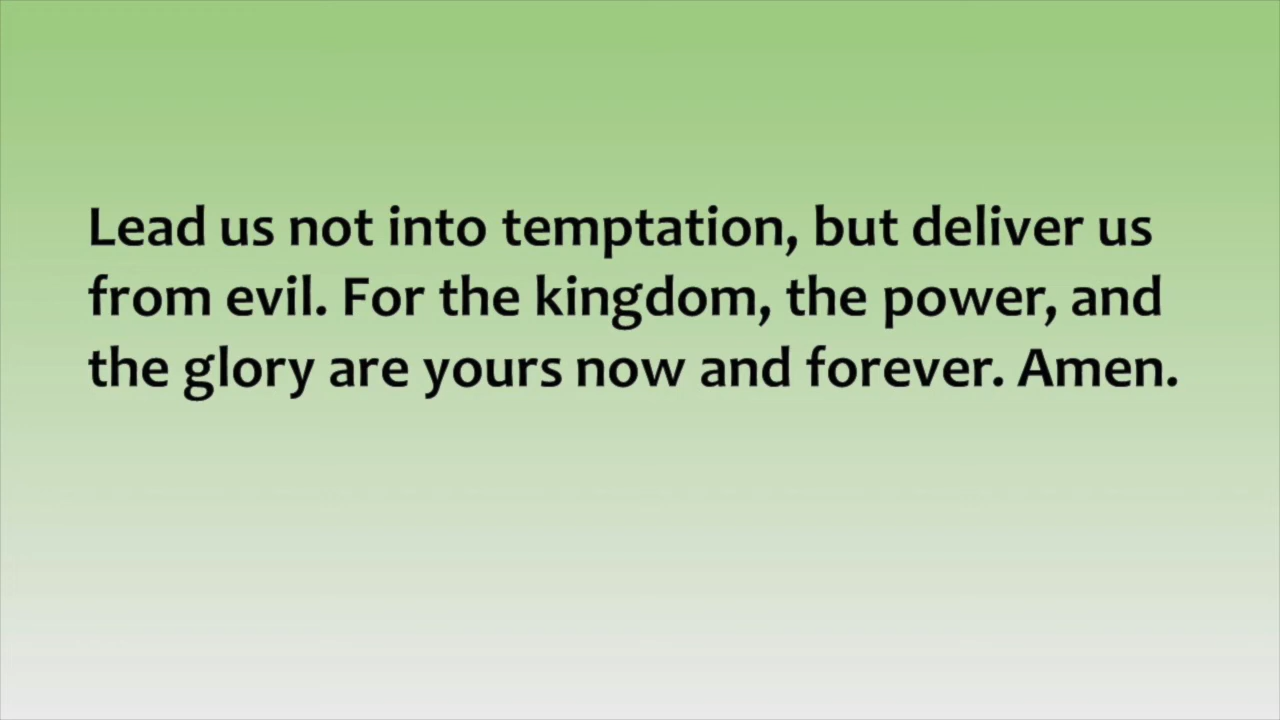 Lead us not into temptation, but deliver us
from evil. For the kingdom, the power, and
the glory are yours now and forever. Amen.